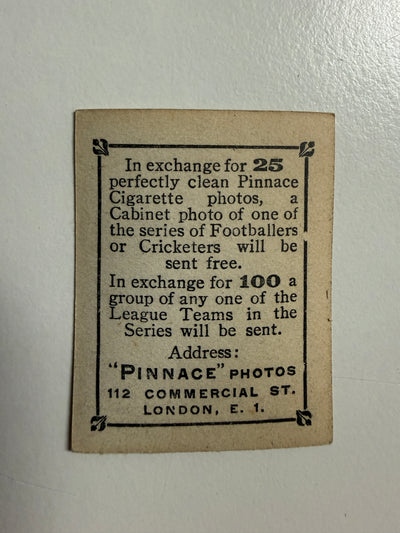 In exchange for 25
perfectly clean Pinnace
Cigarette photos, a
Cabinet photo of one of
the series of Footballers
or Cricketers will be
sent free.
In exchange for 100 a
group of any one of the
League Teams in the
Series will be sent.
Address:
"PINNACE" PHOTOS
112 COMMERCIAL ST.
LONDON, E. 1.